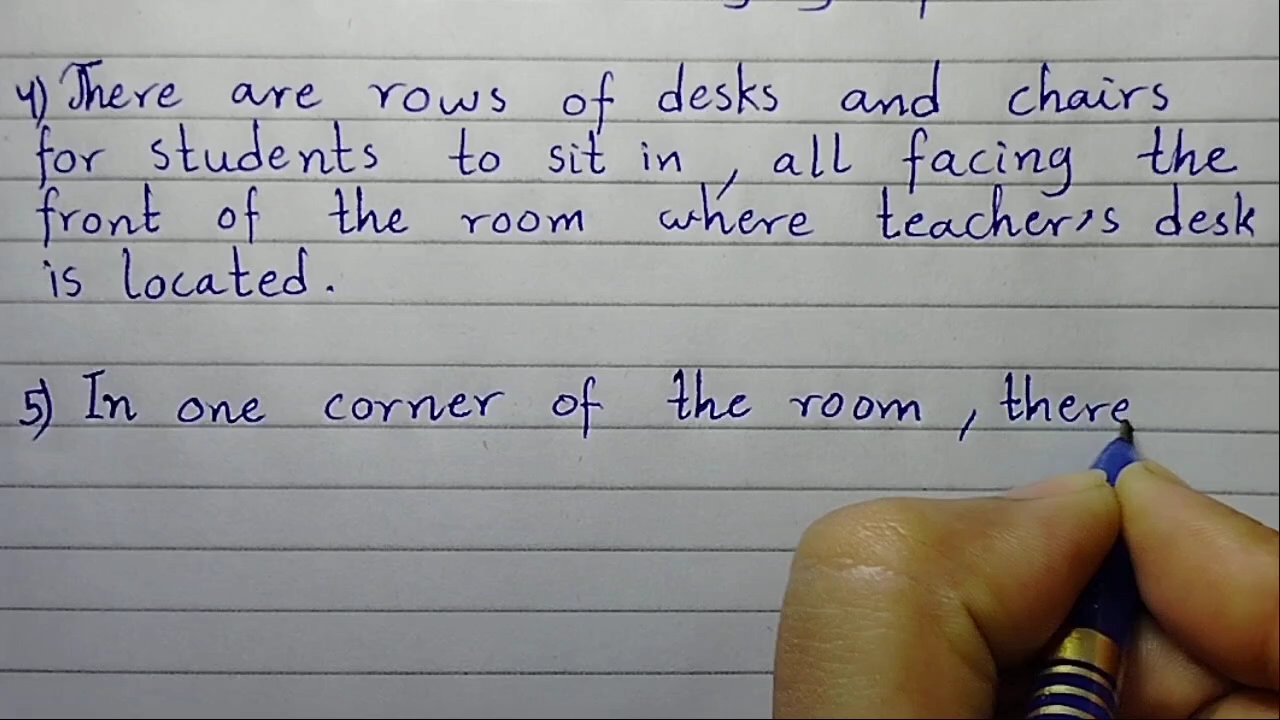 4) There are rows of desks and chairs
for students to sit in, all facing the
front of the room where teacher's desk
is located.
5) In one corner of the room, there